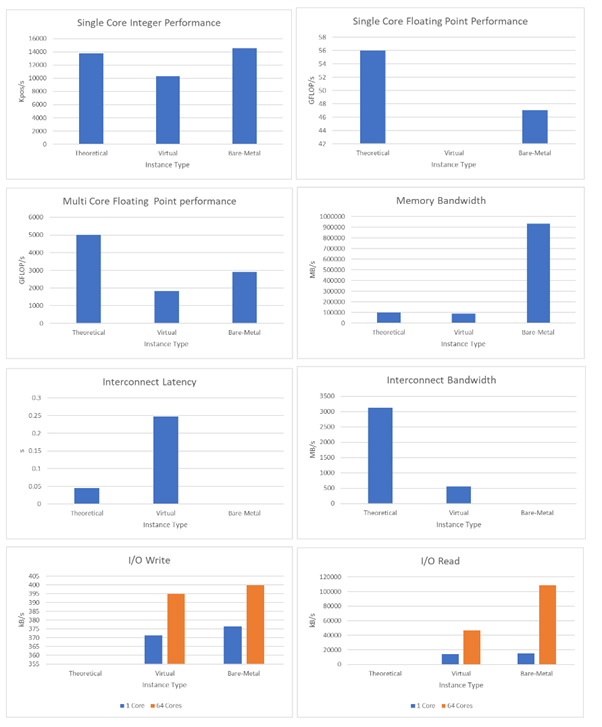 Single Core Integer Performance
16000
14000
12000
10000
8000
6000
4000
2000
0
Kpos/s
Theoretical Virtual Bare-Metal
Instance Type
Single Core Floating Point Performance
58
56
54
52
50
48
46
44
42
GFLOP/s
Theoretical Virtual Bare-Metal
Instance Type
Multi Core Floating Point performance
6000
5000
4000
3000
2000
1000
0
GFLOP/s
Theoretical Virtual Bare-Metal
Instance Type
Memory Bandwidth
1000000
900000
800000
700000
600000
500000
400000
300000
200000
100000
0
MB/s
Theoretical Virtual Bare-Metal
Instance Type
Interconnect Latency
0.3
0.25
0.2
0.15
0.1
0.05
0
s
Theoretical Virtual Bare-Metal
Instance Type
Interconnect Bandwidth
3500
3000
2500
2000
1500
1000
500
0
MB/s
Theoretical Virtual Bare-Metal
Instance Type
I/O Write
405
400
395
390
385
380
375
370
365
360
355
kB/s
Theoretical Virtual Bare-Metal
Instance Type
1 Core 64 Cores
I/O Read
120000
100000
80000
60000
40000
20000
0
kB/s
Theoretical Virtual Bare-Metal
Instance Type
1 Core 64 Cores